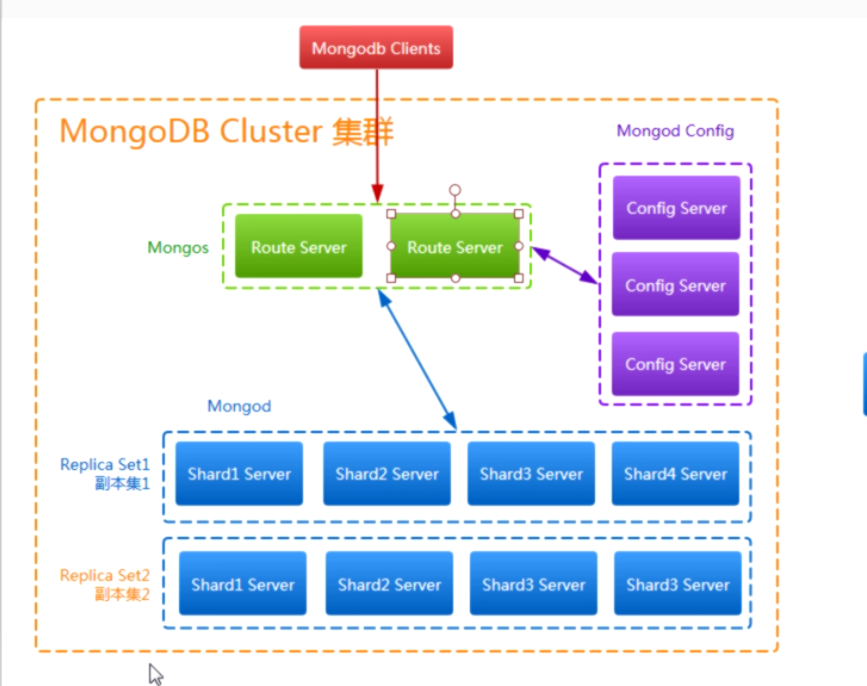 Mongodb Clients
MongoDB Cluster 集群
Mongod Config
Config Server
Mongos
Route Server
Route Server
Config Server
Config Server
Mongod
Replica Set1
副本集1
Shard1 Server
Shard2 Server
Shard3 Server
Shard4 Server
Replica Set2
副本集2
Shard1 Server
Shard2 Server
Shard3 Server
Shard3 Server